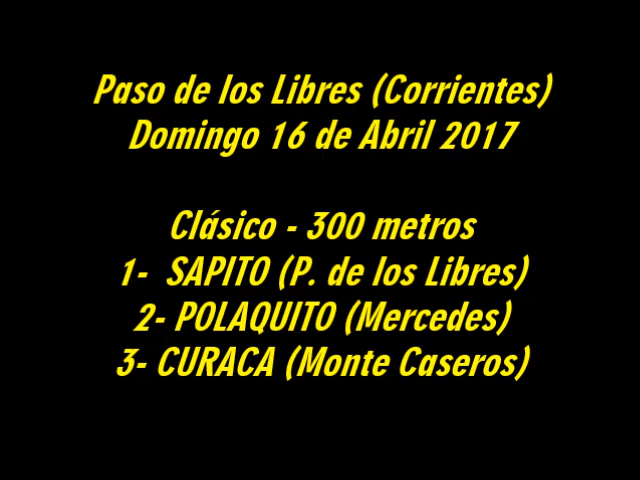 Paso de los Libres (Corrientes)
Domingo 16 de Abril 2017
Clásico - 300 metros
1- SAPITO (P. de los Libres)
2- POLAQUITO (Mercedes)
3- CURACA (Monte Caseros)